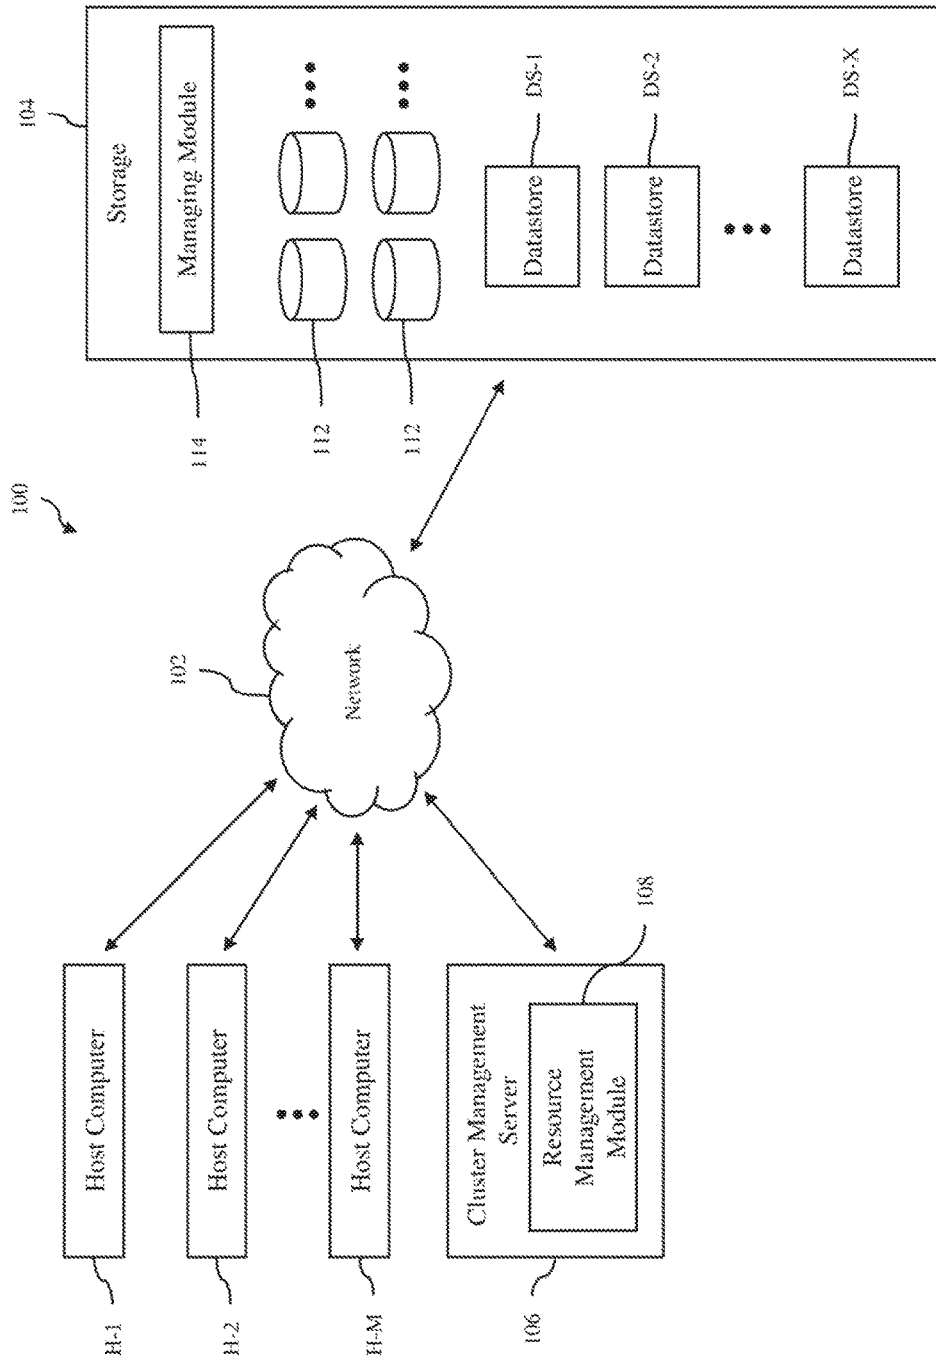 100
H-1
Host Computer
H-2
Host Computer
H-M
Host Computer
106
Cluster Management
Server
Resource
Management
Module
108
102
Network
104
Storage
114
Managing Module
112
112
Datastore
DS-1
Datastore
DS-2
Datastore
DS-X